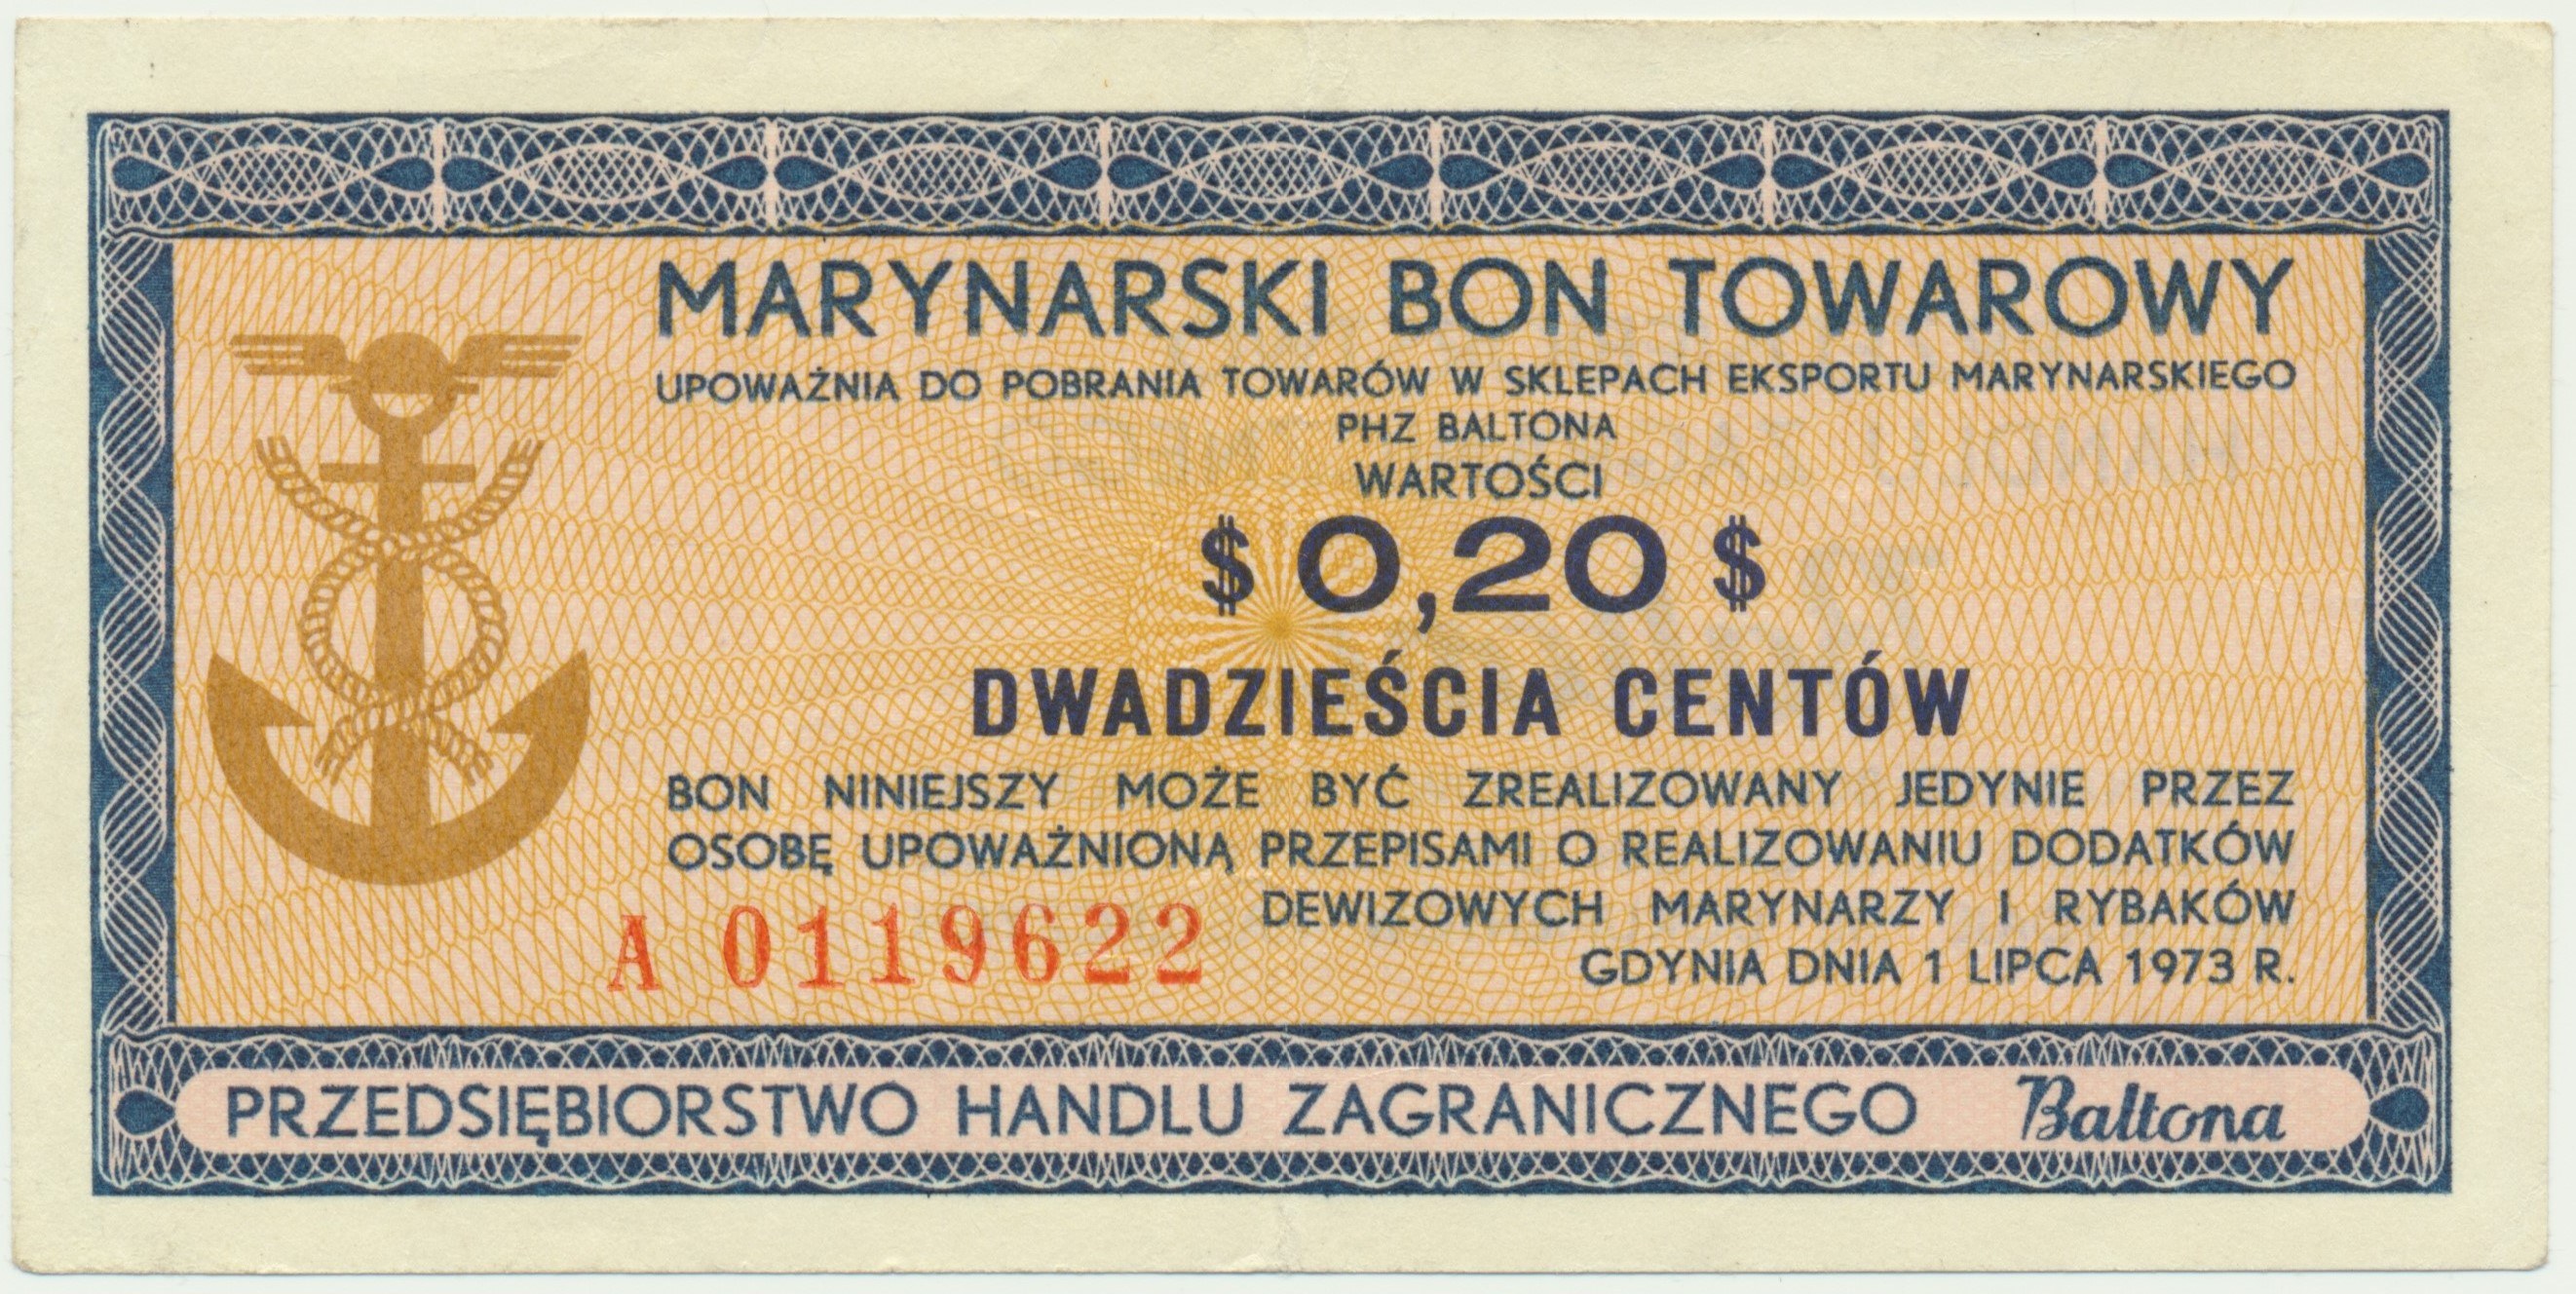 MARYNARSKI BON TOWAROWY
UPOWAŻNIA DO POBRANIA TOWARÓW W SKLEPACH EKSPORTU MARYNARSKIEGO
PHZ BALTONA
WARTOŚCI
$ 0,20 $
DWADZIEŚCIA CENTÓW
BON NINIEJSZY MOŻE BYĆ ZREALIZOWANY JEDYNIE PRZEZ
OSOBĘ UPOWAŻNIONĄ PRZEPISAMI O REALIZOWANIU DODATKÓW
DEWIZOWYCH MARYNARZY I RYBAKÓW
A 0119622
GDYNIA DNIA 1 LIPCA 1973 R.
PRZEDSIĘBIORSTWO HANDLU ZAGRANICZNEGO Baltona